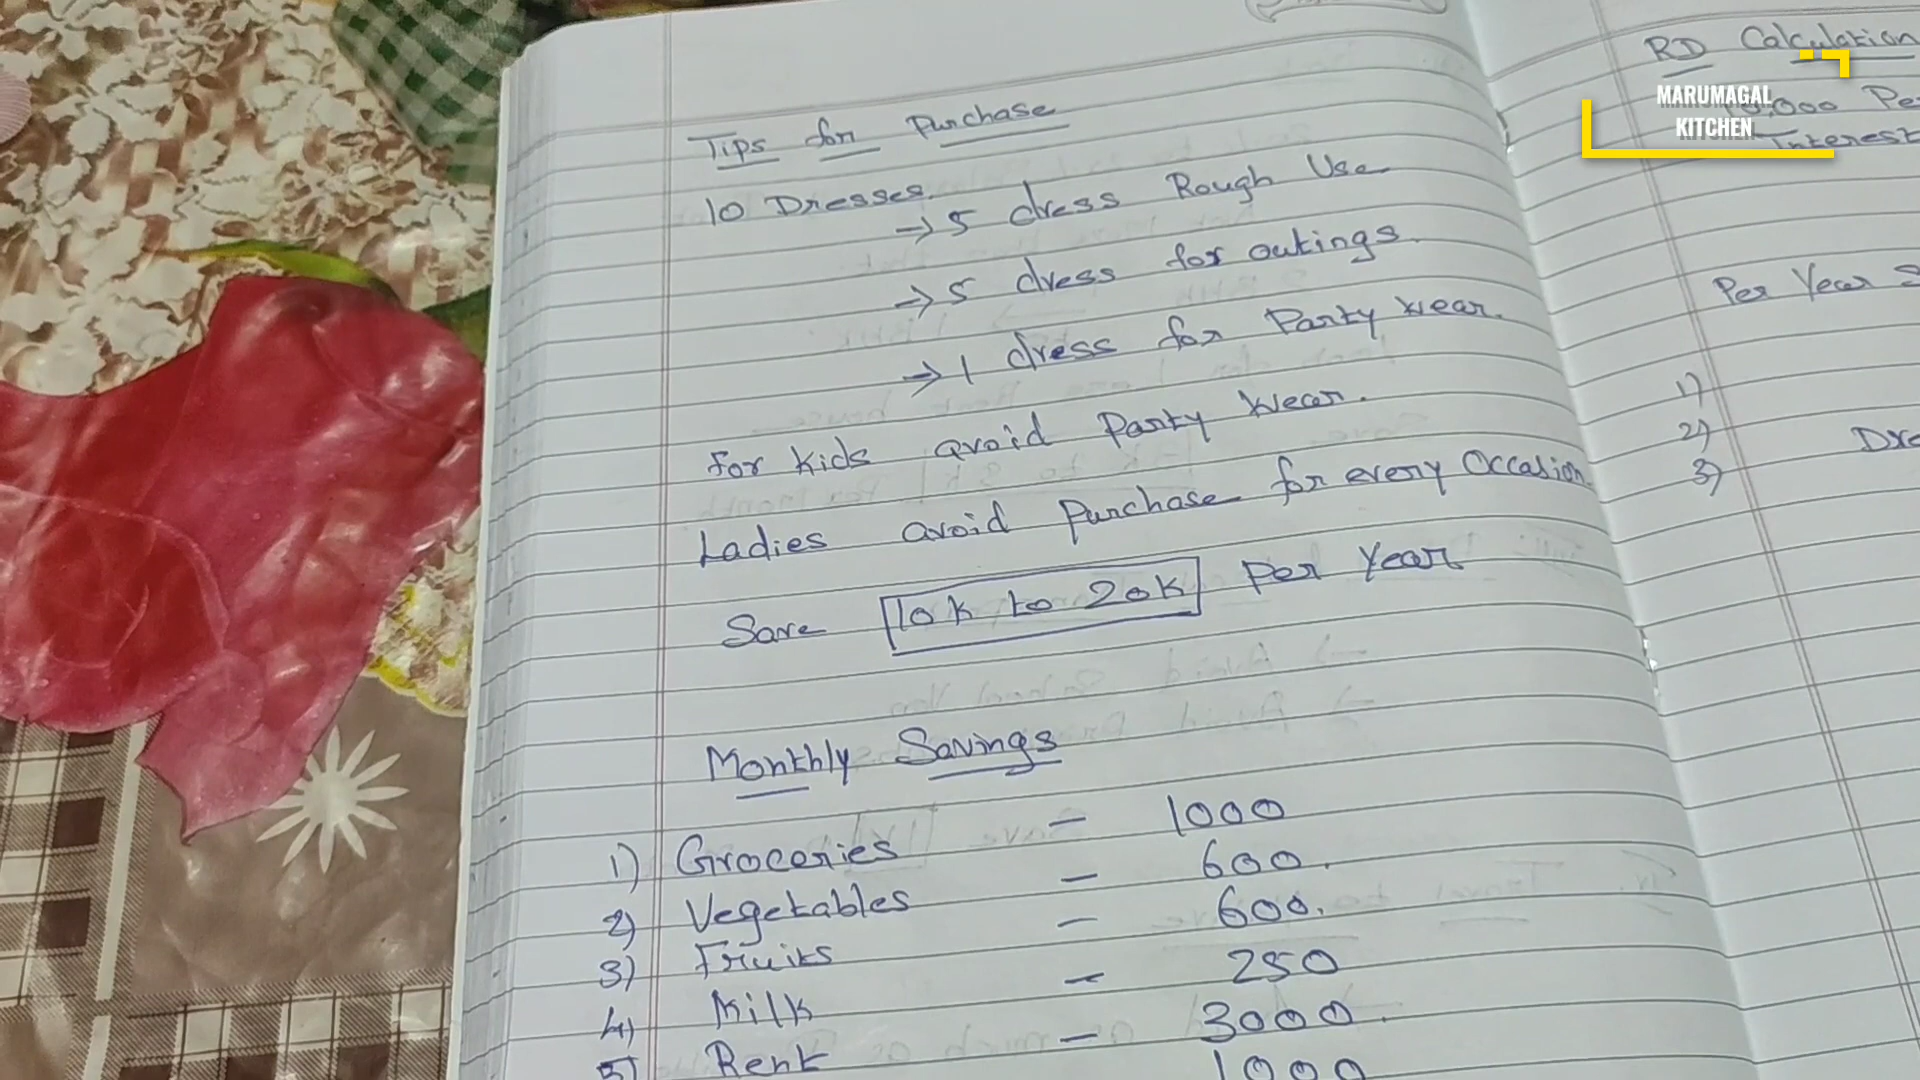 Tips for Purchase
10 Dresses.
→ 5 dress Rough Use
→ 5 dress for outings.
→ 1 dress for Party wear.
For kids avoid Party wear.
Ladies avoid Purchase for every Occasion.
Save 10k to 20k Per Year
Monthly Savings
1) Groceries - 1000
2) Vegetables - 600.
3) Fruits - 600.
4) Milk - 250
5) Rent - 3000.
1000
RD Calculation
000 Per
Interest
Per Year
1)
2)
3)
MARUMAGAL
KITCHEN